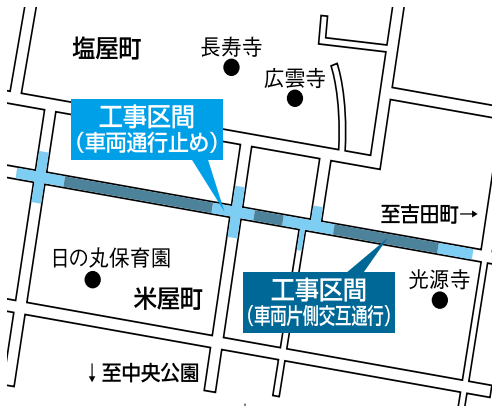 塩屋町
長寿寺
広雲寺
工事区間
(車両通行止め)
至吉田町→
日の丸保育園
米屋町
工事区間
(車両片側交互通行)
光源寺
↓至中央公園